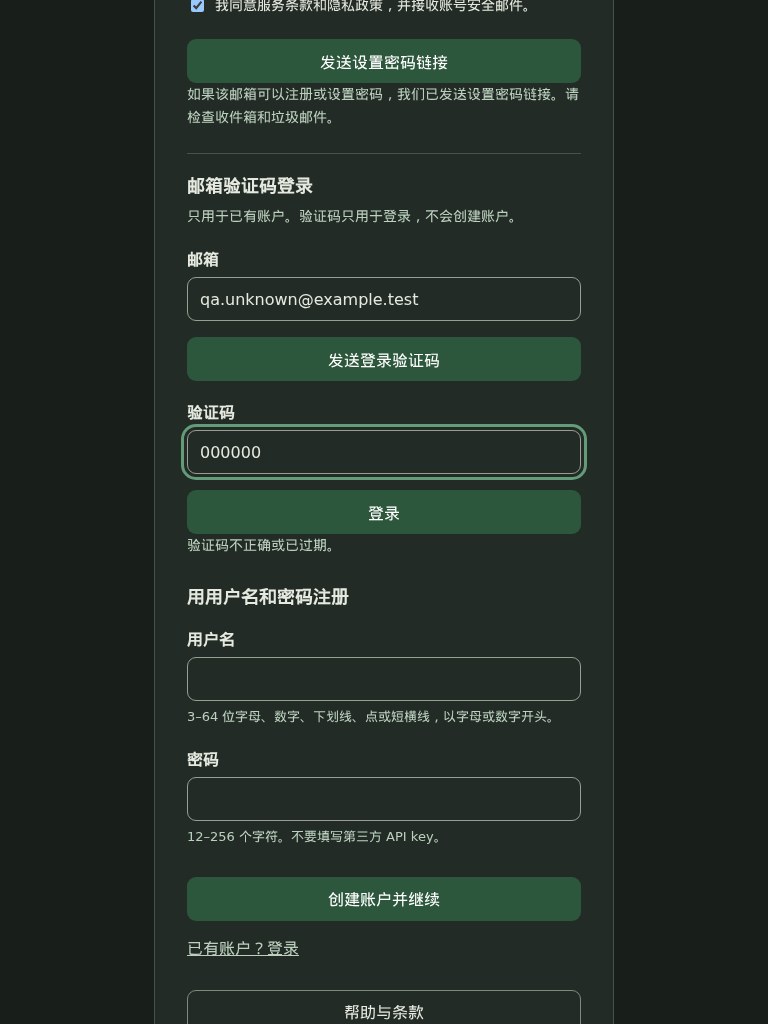 我同意服务条款和隐私政策，并接收账号安全邮件。
发送设置密码链接
如果该邮箱可以注册或设置密码，我们已发送设置密码链接。请
检查收件箱和垃圾邮件。
邮箱验证码登录
只用于已有账户。验证码只用于登录，不会创建账户。
邮箱
qa.unknown@example.test
发送登录验证码
验证码
000000
登录
验证码不正确或已过期。
用用户名和密码注册
用户名
3–64 位字母、数字、下划线、点或短横线，以字母或数字开头。
密码
12–256 个字符。不要填写第三方 API key。
创建账户并继续
已有账户？登录
帮助与条款